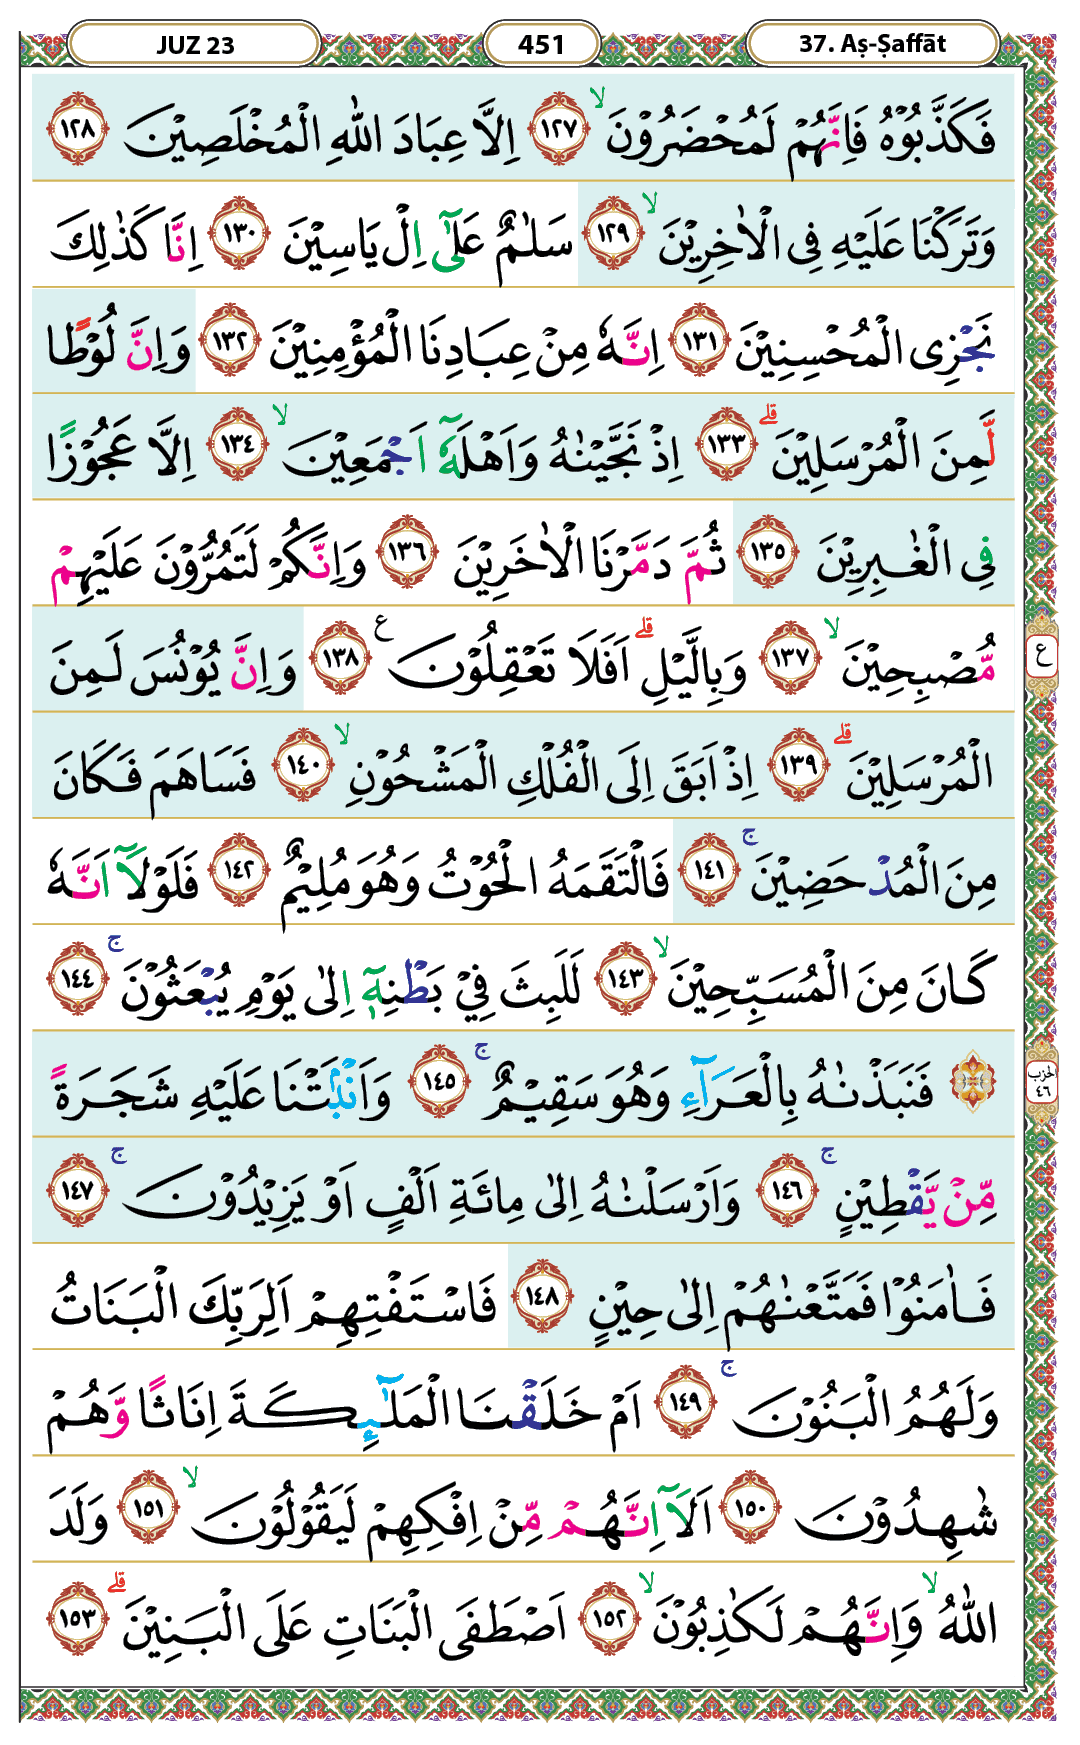 JUZ 23
451
37. Aṣ-Ṣaffāt
فَكَذَّبُوْهُ فَاِنَّهُمْ لَمُحْضَرُوْنَۙ ١٢٧ اِلَّا عِبَادَ اللّٰهِ الْمُخْلَصِيْنَ ١٢٨
وَتَرَكْنَا عَلَيْهِ فِى الْاٰخِرِيْنَۙ ١٢٩ سَلٰمٌ عَلٰٓى اِلْ يَاسِيْنَ ١٣٠ اِنَّا كَذٰلِكَ
نَجْزِى الْمُحْسِنِيْنَ ١٣١ اِنَّهٗ مِنْ عِبَادِنَا الْمُؤْمِنِيْنَ ١٣٢ وَاِنَّ لُوْطًا
لَّمِنَ الْمُرْسَلِيْنَۗ ١٣٣ اِذْ نَجَّيْنٰهُ وَاَهْلَهٗٓ اَجْمَعِيْنَۙ ١٣٤ اِلَّا عَجُوْزًا
فِى الْغٰبِرِيْنَ ١٣٥ ثُمَّ دَمَّرْنَا الْاٰخَرِيْنَ ١٣٦ وَاِنَّكُمْ لَتَمُرُّوْنَ عَلَيْهِمْ
مُّصْبِحِيْنَۙ ١٣٧ وَبِالَّيْلِۗ اَفَلَا تَعْقِلُوْنَ ࣖ ١٣٨ وَاِنَّ يُوْنُسَ لَمِنَ
ع
الْمُرْسَلِيْنَۗ ١٣٩ اِذْ اَبَقَ اِلَى الْفُلْكِ الْمَشْحُوْنِۙ ١٤٠ فَسَاهَمَ فَكَانَ
مِنَ الْمُدْحَضِيْنَۚ ١٤١ فَالْتَقَمَهُ الْحُوْتُ وَهُوَ مُلِيْمٌ ١٤٢ فَلَوْلَآ اَنَّهٗ
كَانَ مِنَ الْمُسَبِّحِيْنَۙ ١٤٣ لَلَبِثَ فِيْ بَطْنِهٖٓ اِلٰى يَوْمِ يُبْعَثُوْنَۚ ١٤٤
۞ فَنَبَذْنٰهُ بِالْعَرَاۤءِ وَهُوَ سَقِيْمٌۚ ١٤٥ وَاَنْۢبَتْنَا عَلَيْهِ شَجَرَةً
الحزب
٤٦
مِّنْ يَّقْطِيْنٍۚ ١٤٦ وَاَرْسَلْنٰهُ اِلٰى مِائَةِ اَلْفٍ اَوْ يَزِيْدُوْنَۚ ١٤٧
فَاٰمَنُوْا فَمَتَّعْنٰهُمْ اِلٰى حِيْنٍ ١٤٨ فَاسْتَفْتِهِمْ اَلِرَبِّكَ الْبَنَاتُ
وَلَهُمُ الْبَنُوْنَۚ ١٤٩ اَمْ خَلَقْنَا الْمَلٰۤىِٕكَةَ اِنَاثًا وَّهُمْ
شٰهِدُوْنَ ١٥٠ اَلَآ اِنَّهُمْ مِّنْ اِفْكِهِمْ لَيَقُوْلُوْنَۙ ١٥١ وَلَدَ
اللّٰهُۙ وَاِنَّهُمْ لَكٰذِبُوْنَۙ ١٥٢ اَصْطَفَى الْبَنَاتِ عَلَى الْبَنِيْنَۗ ١٥٣